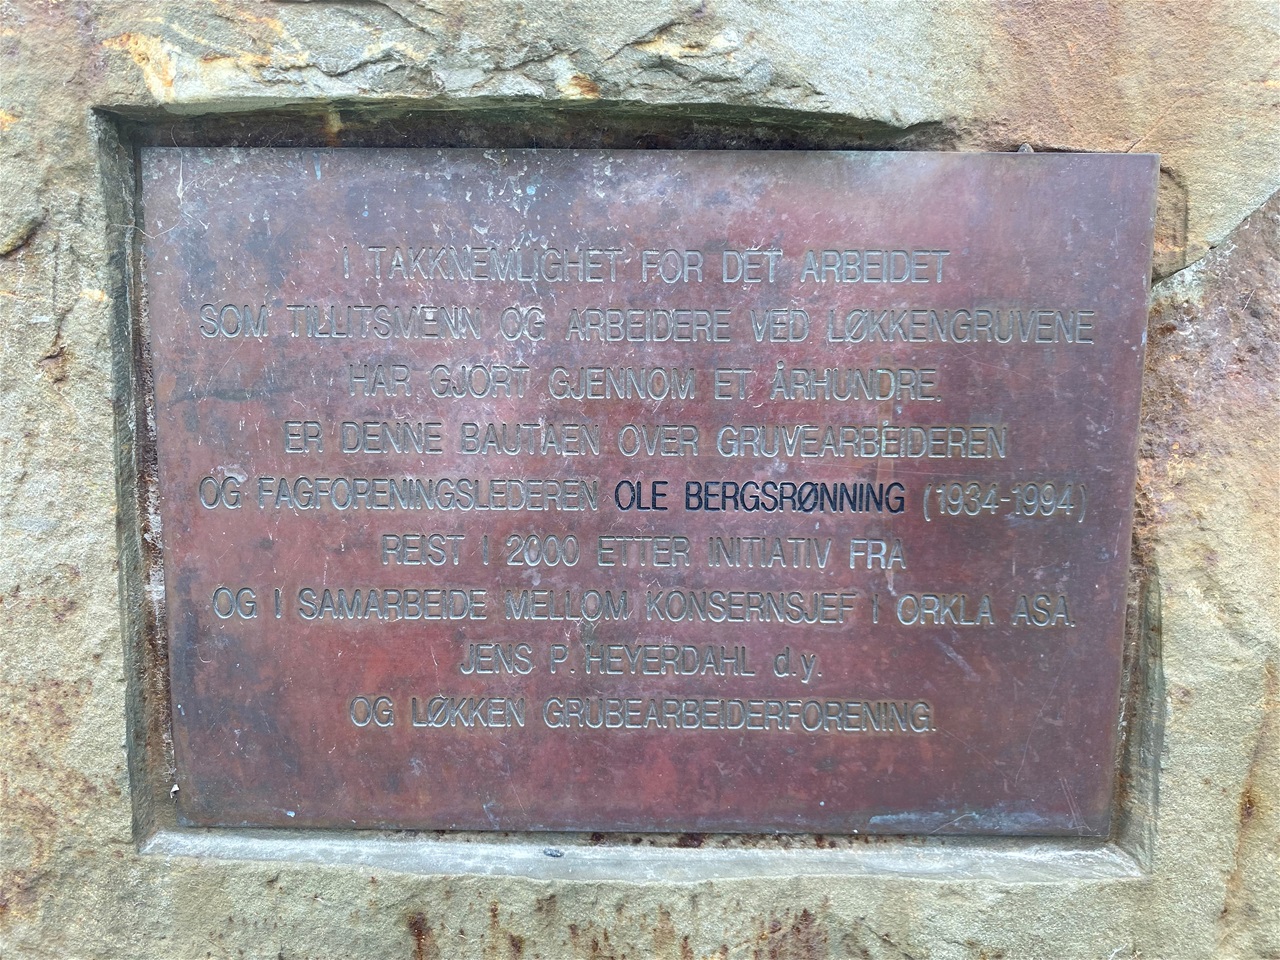 I TAKKNEMLIGHET FOR DET ARBEIDET
SOM TILLITSMENN OG ARBEIDERE VED LØKKENGRUVENE
HAR GJORT GJENNOM ET ÅRHUNDRE.
ER DENNE BAUTAEN OVER GRUVEARBEIDEREN
OG FAGFORENINGSLEDEREN OLE BERGSRØNNING (1934-1994)
REIST I 2000 ETTER INITIATIV FRA
OG I SAMARBEIDE MELLOM KONSERNSJEF I ORKLA ASA.
JENS P. HEYERDAHL d.y.
OG LØKKEN GRUBEARBEIDERFORENING.